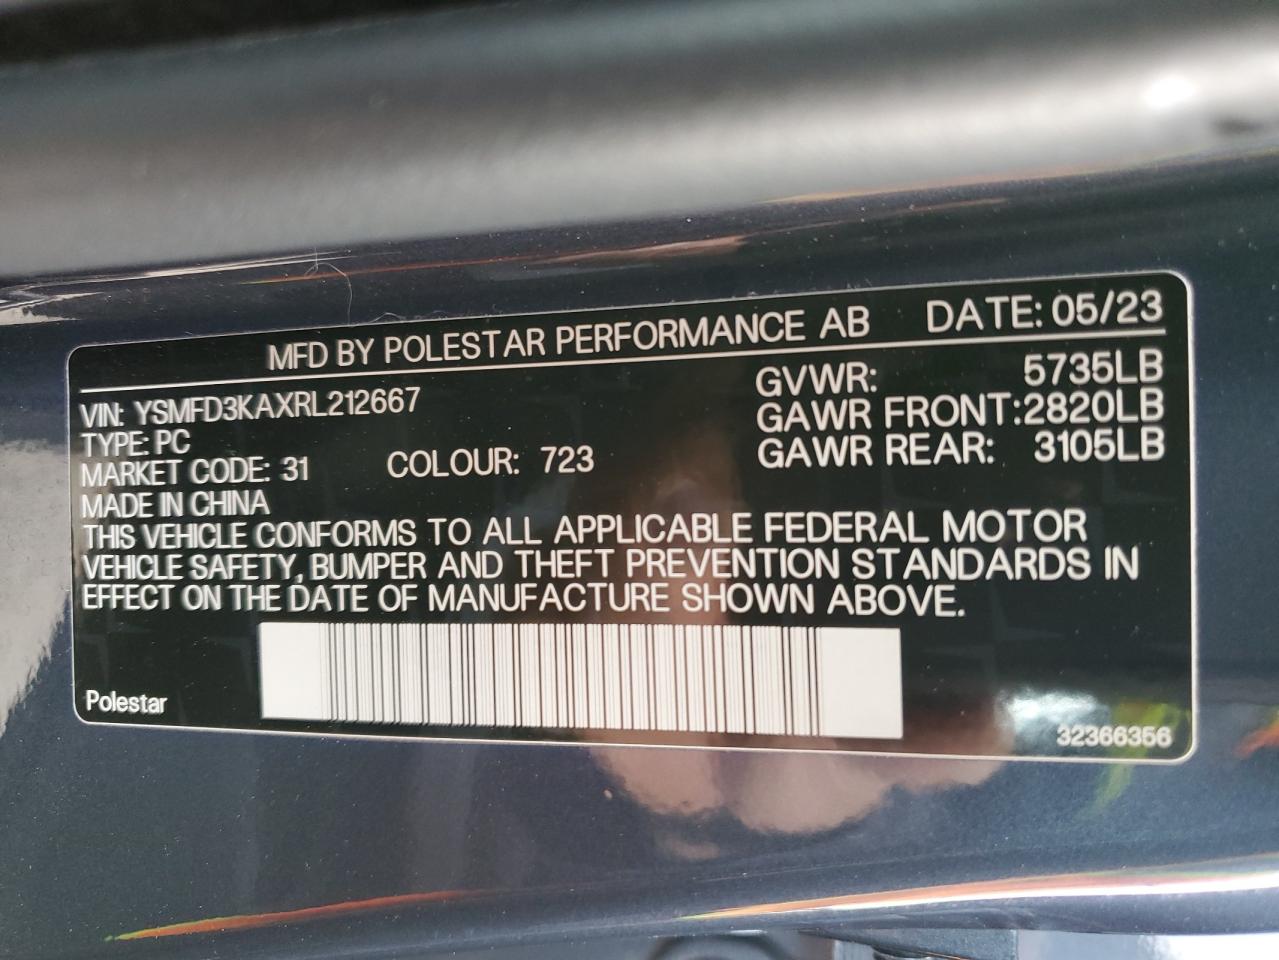 MFD BY POLESTAR PERFORMANCE AB DATE: 05/23
VIN: YSMFD3KAXRL212667 GVWR: 5735LB
TYPE: PC GAWR FRONT:2820LB
MARKET CODE: 31 COLOUR: 723 GAWR REAR: 3105LB
MADE IN CHINA
THIS VEHICLE CONFORMS TO ALL APPLICABLE FEDERAL MOTOR
VEHICLE SAFETY, BUMPER AND THEFT PREVENTION STANDARDS IN
EFFECT ON THE DATE OF MANUFACTURE SHOWN ABOVE.
Polestar 32366356